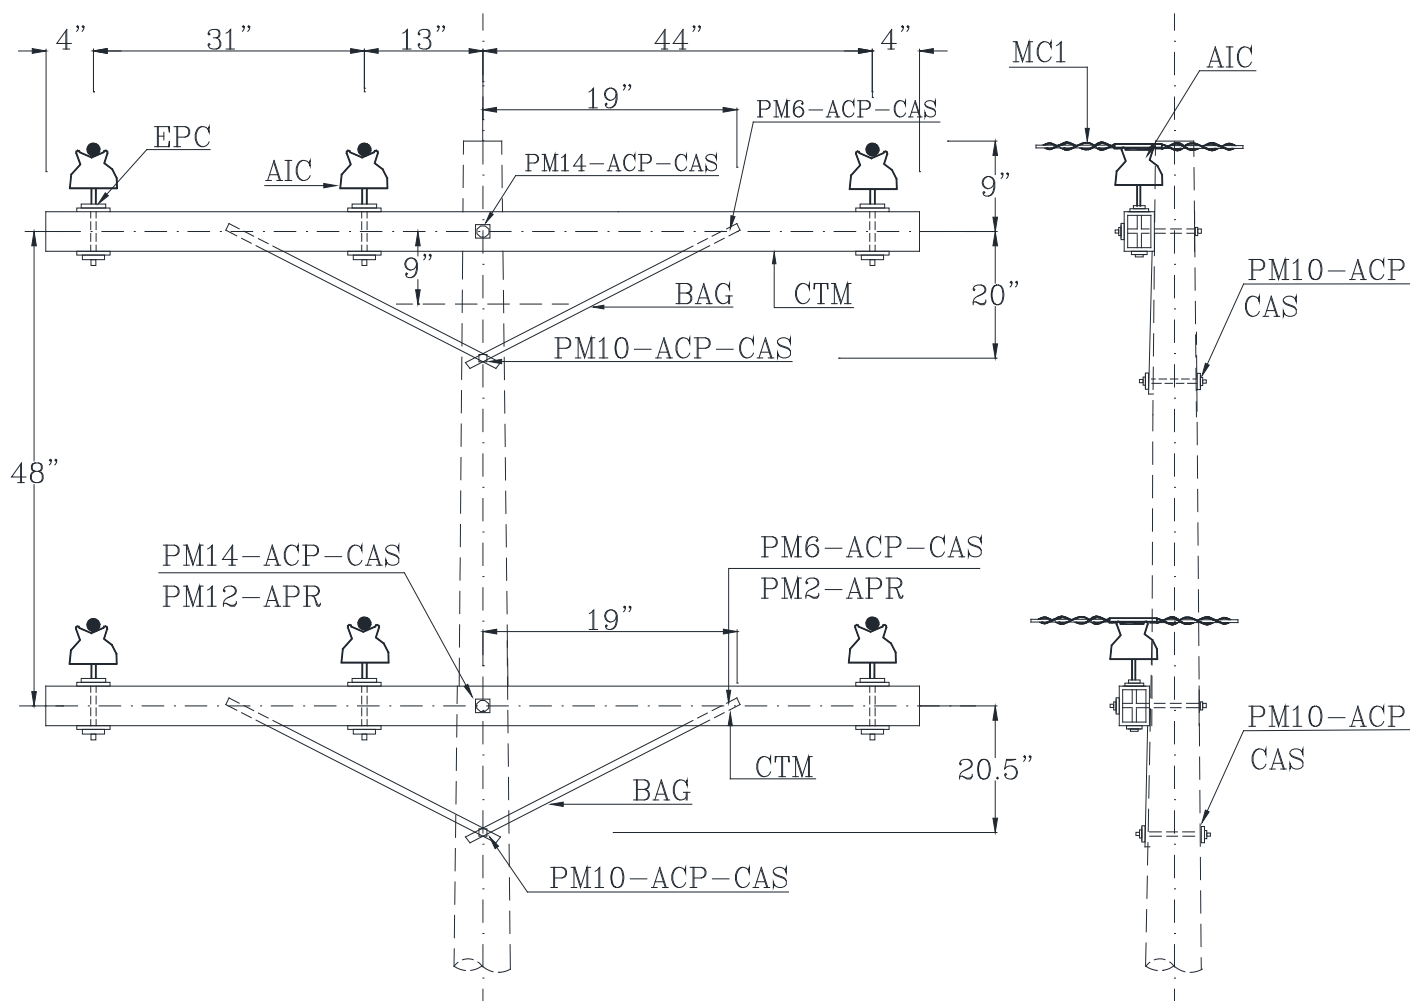 4”
31”
13”
44”
4”
MC1
AIC
19”
PM6-ACP-CAS
EPC
PM14-ACP-CAS
AIC
9”
9”
BAG
CTM
20”
PM10-ACP
CAS
PM10-ACP-CAS
48”
PM14-ACP-CAS
PM12-APR
PM6-ACP-CAS
PM2-APR
19”
PM10-ACP
CAS
CTM
20.5”
BAG
PM10-ACP-CAS